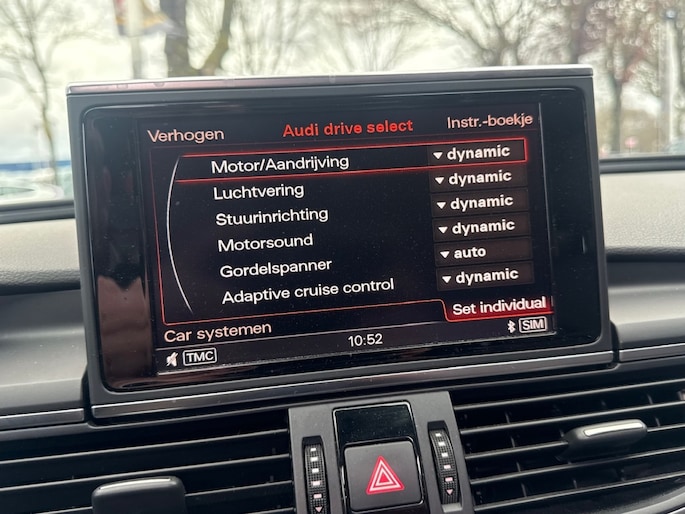 Verhogen Audi drive select Instr.-boekje
Motor/Aandrijving dynamic
Luchtvering dynamic
Stuurinrichting dynamic
Motorsound dynamic
Gordelspanner auto
Adaptive cruise control dynamic
Set individual
Car systemen
TMC 10:52 SIM